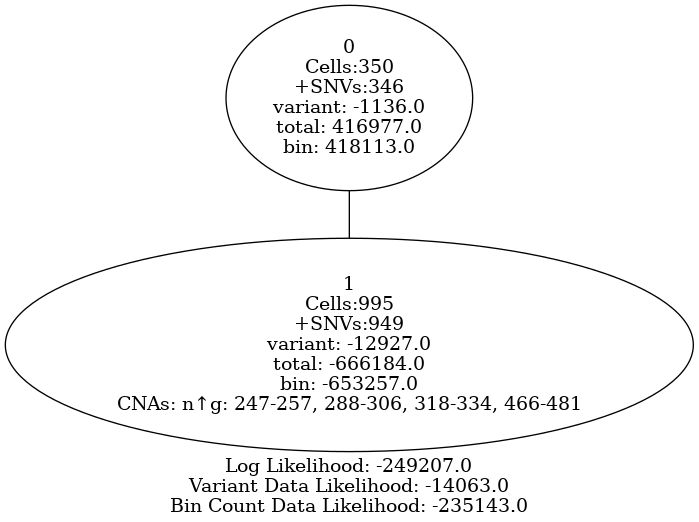 0
Cells:350
+SNVs:346
variant: -1136.0
total: 416977.0
bin: 418113.0
1
Cells:995
+SNVs:949
variant: -12927.0
total: -666184.0
bin: -653257.0
CNAs: n↑g: 247-257, 288-306, 318-334, 466-481
Log Likelihood: -249207.0
Variant Data Likelihood: -14063.0
Bin Count Data Likelihood: -235143.0